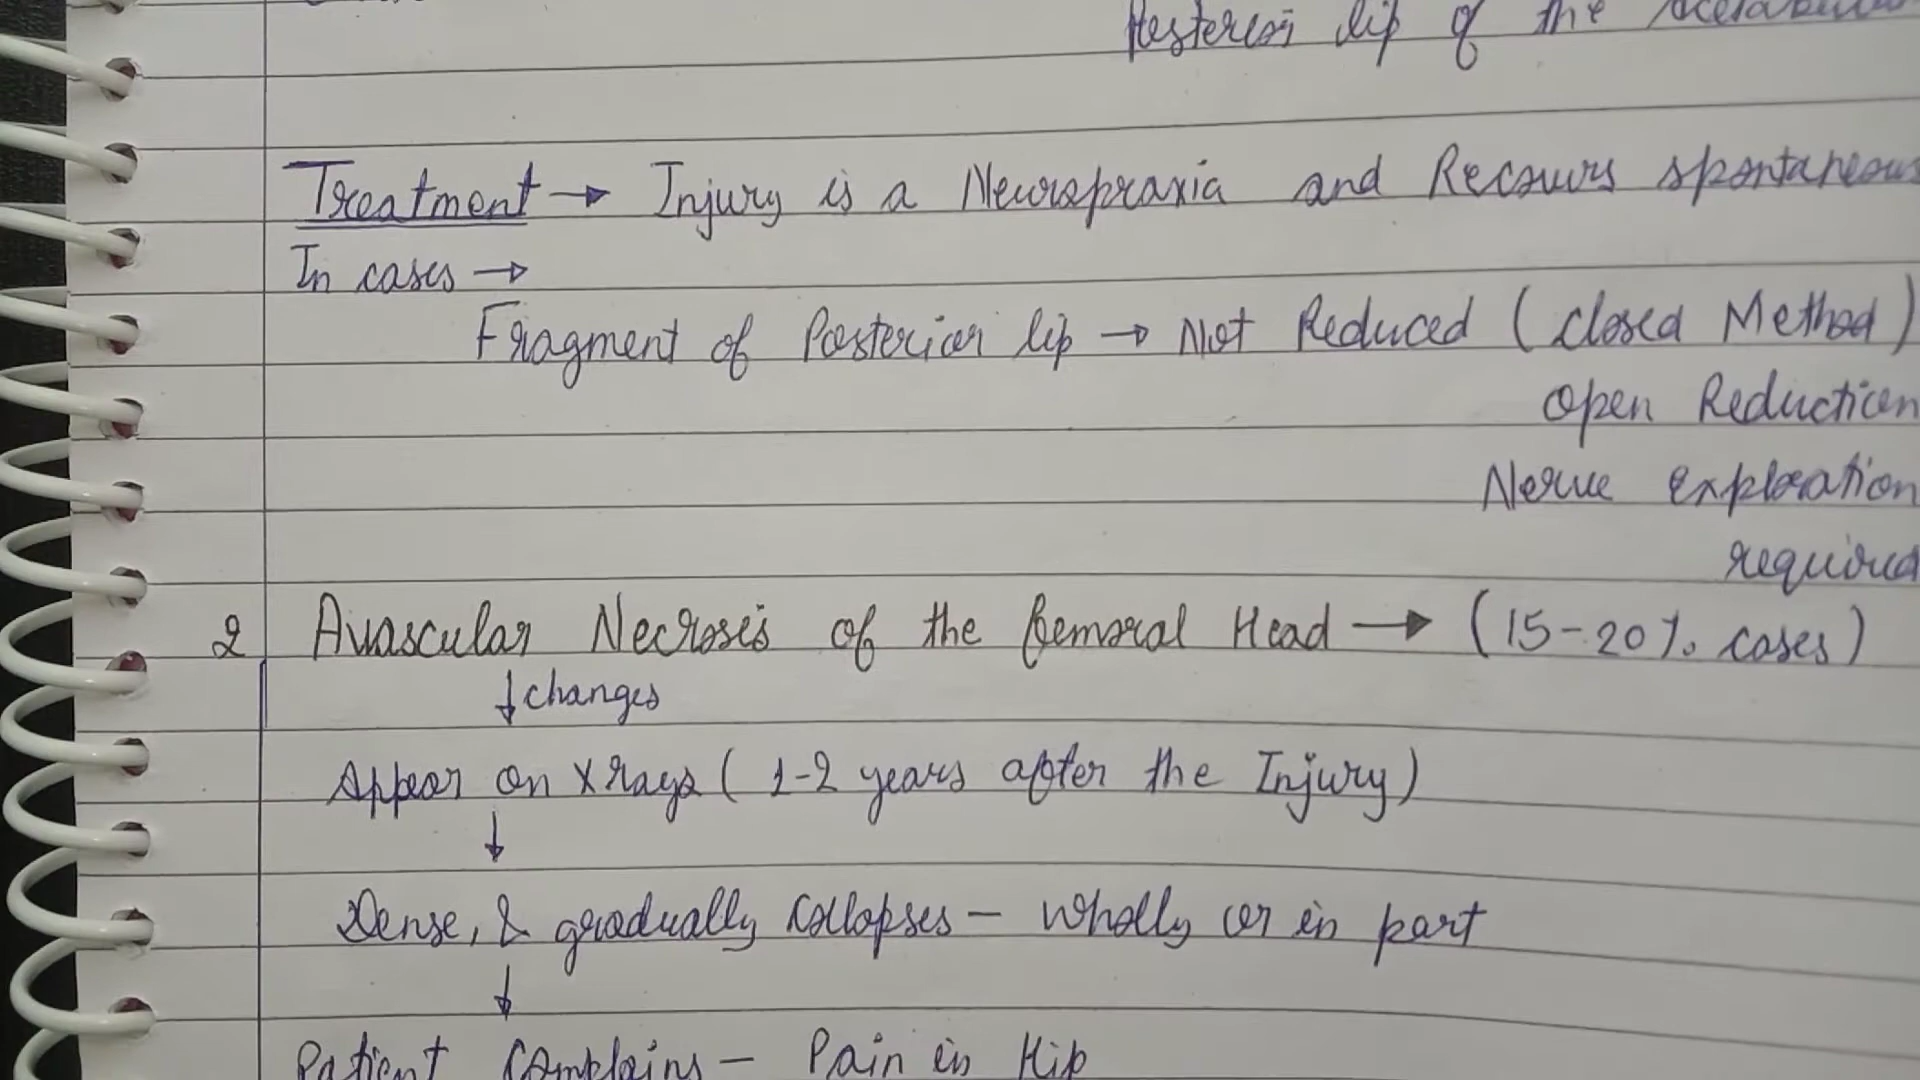 Posterior lip of the Acetabulum
Treatment → Injury is a Neuropraxia and Recovers spontaneous
In cases →
Fragment of Posterior lip → Not Reduced (Closed Method)
Open Reduction
Nerve exploration
required
2 Avascular Necrosis of the femoral Head → (15-20% cases)
↓ changes
Appear on X rays (1-2 years after the Injury)
↓
Dense, & gradually Collapses - wholly or in part
↓
Patient Complains - Pain in Hip